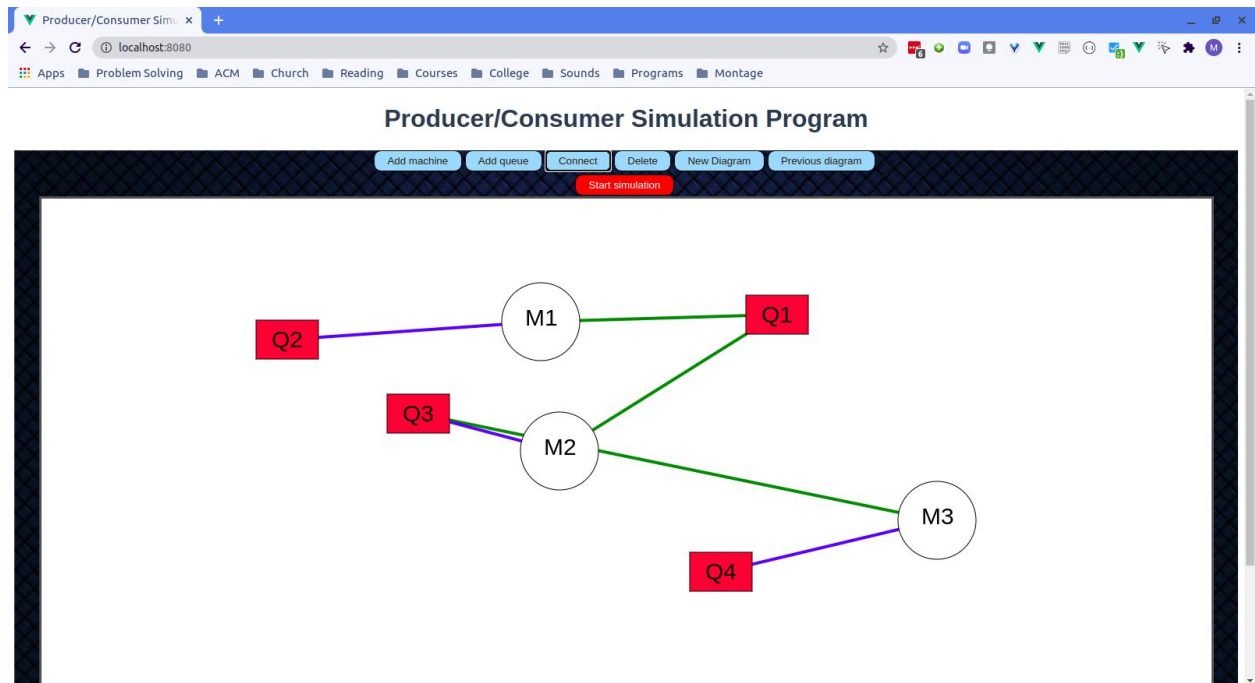 Producer/Consumer Simu
localhost:8080
6
{}
M
Apps Problem Solving ACM Church Reading Courses College Sounds Programs Montage
Producer/Consumer Simulation Program
Add machine Add queue Connect Delete New Diagram Previous diagram
Start simulation
M1 Q1
Q2
Q3
M2
M3
Q4